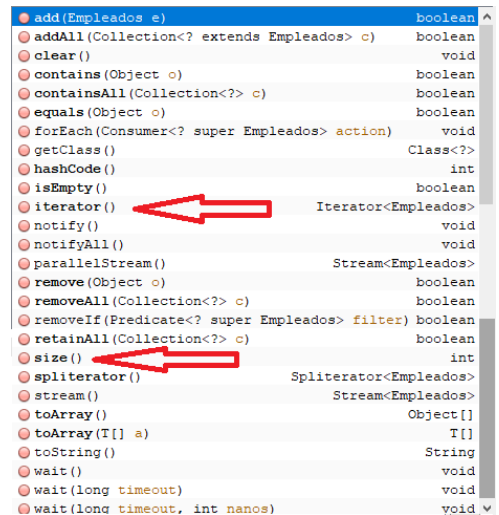 add(Empleados e) boolean
addAll(Collection<? extends Empleados> c) boolean
clear() void
contains(Object o) boolean
containsAll(Collection<?> c) boolean
equals(Object o) boolean
forEach(Consumer<? super Empleados> action) void
getClass() Class<?>
hashCode() int
isEmpty() boolean
iterator() Iterator<Empleados>
notify() void
notifyAll() void
parallelStream() Stream<Empleados>
remove(Object o) boolean
removeAll(Collection<?> c) boolean
removeIf(Predicate<? super Empleados> filter) boolean
retainAll(Collection<?> c) boolean
size() int
spliterator() Spliterator<Empleados>
stream() Stream<Empleados>
toArray() Object[]
toArray(T[] a) T[]
toString() String
wait() void
wait(long timeout) void
wait(long timeout, int nanos) void